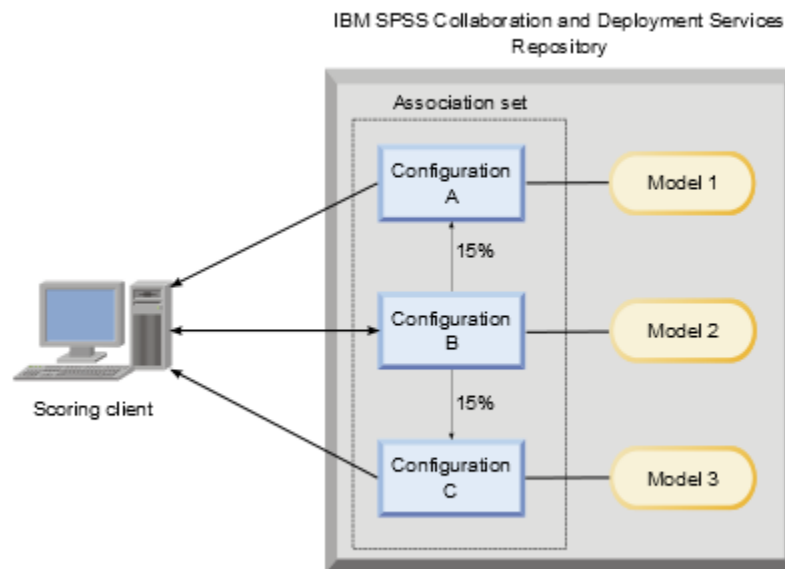 IBM SPSS Collaboration and Deployment Services
Repository
Association set
Configuration
A
Model 1
15%
Configuration
B
Model 2
Scoring client
15%
Configuration
C
Model 3